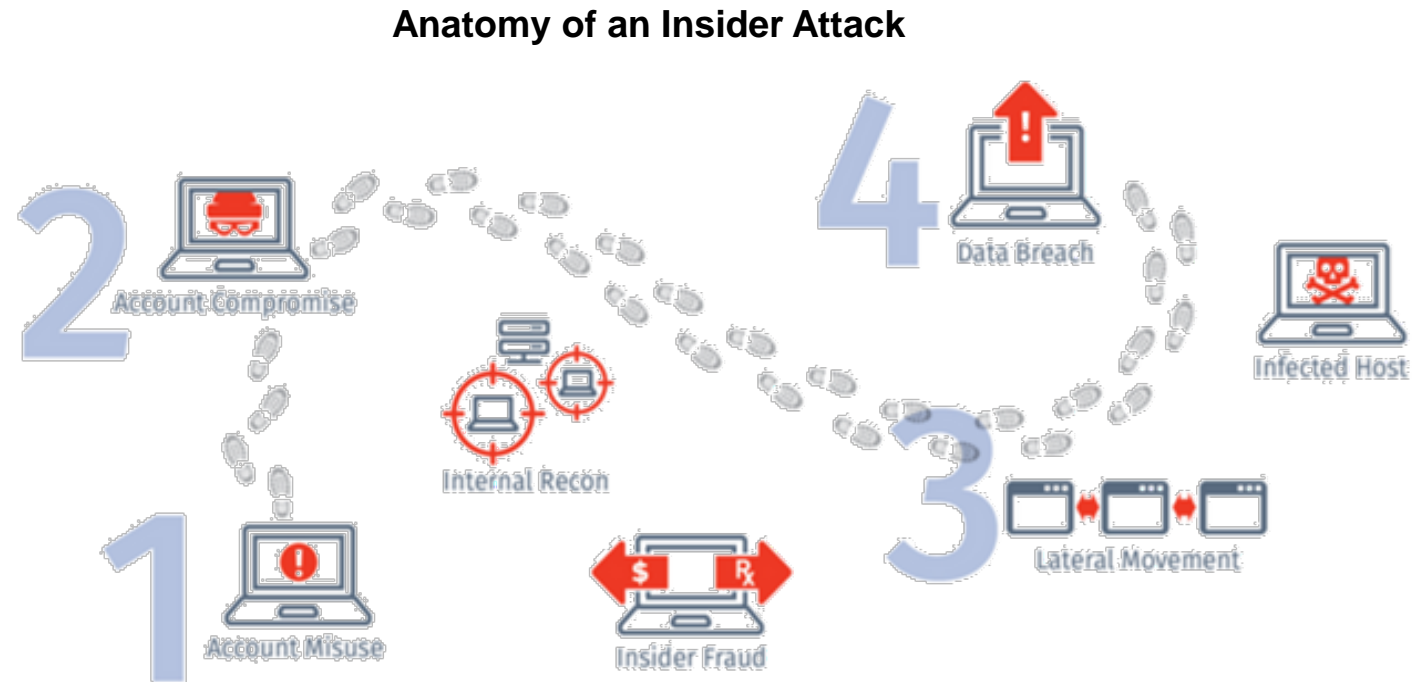 Anatomy of an Insider Attack
4
!
Data Breach
2
Account Compromise
Infected Host
Internal Recon
3
Lateral Movement
1
!
Account Misuse
$ Rx
Insider Fraud